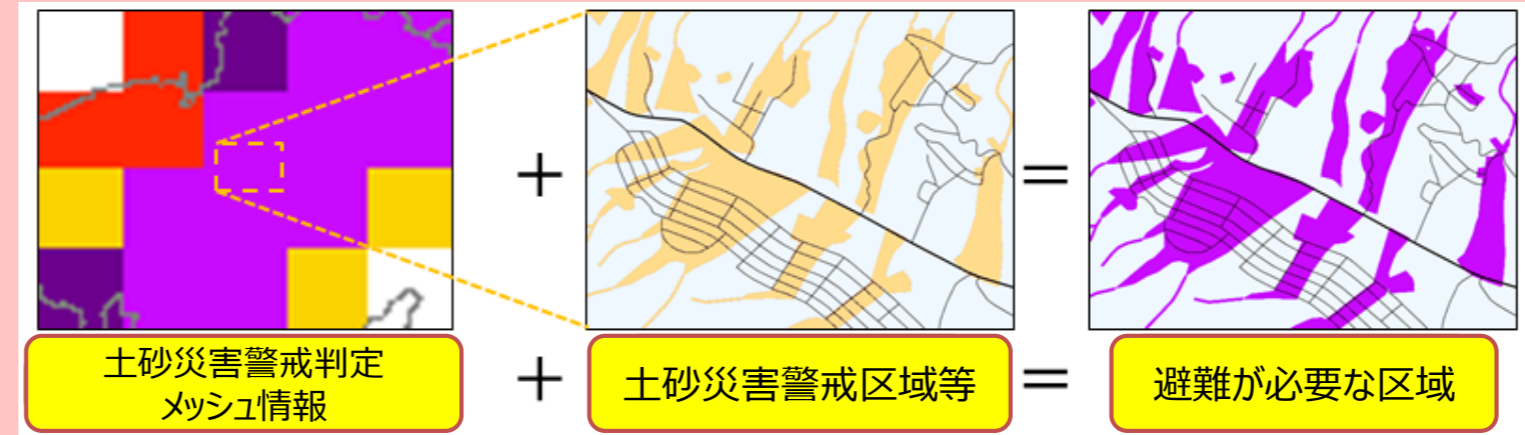 +
=
土砂災害警戒判定
メッシュ情報
+
土砂災害警戒区域等
=
避難が必要な区域